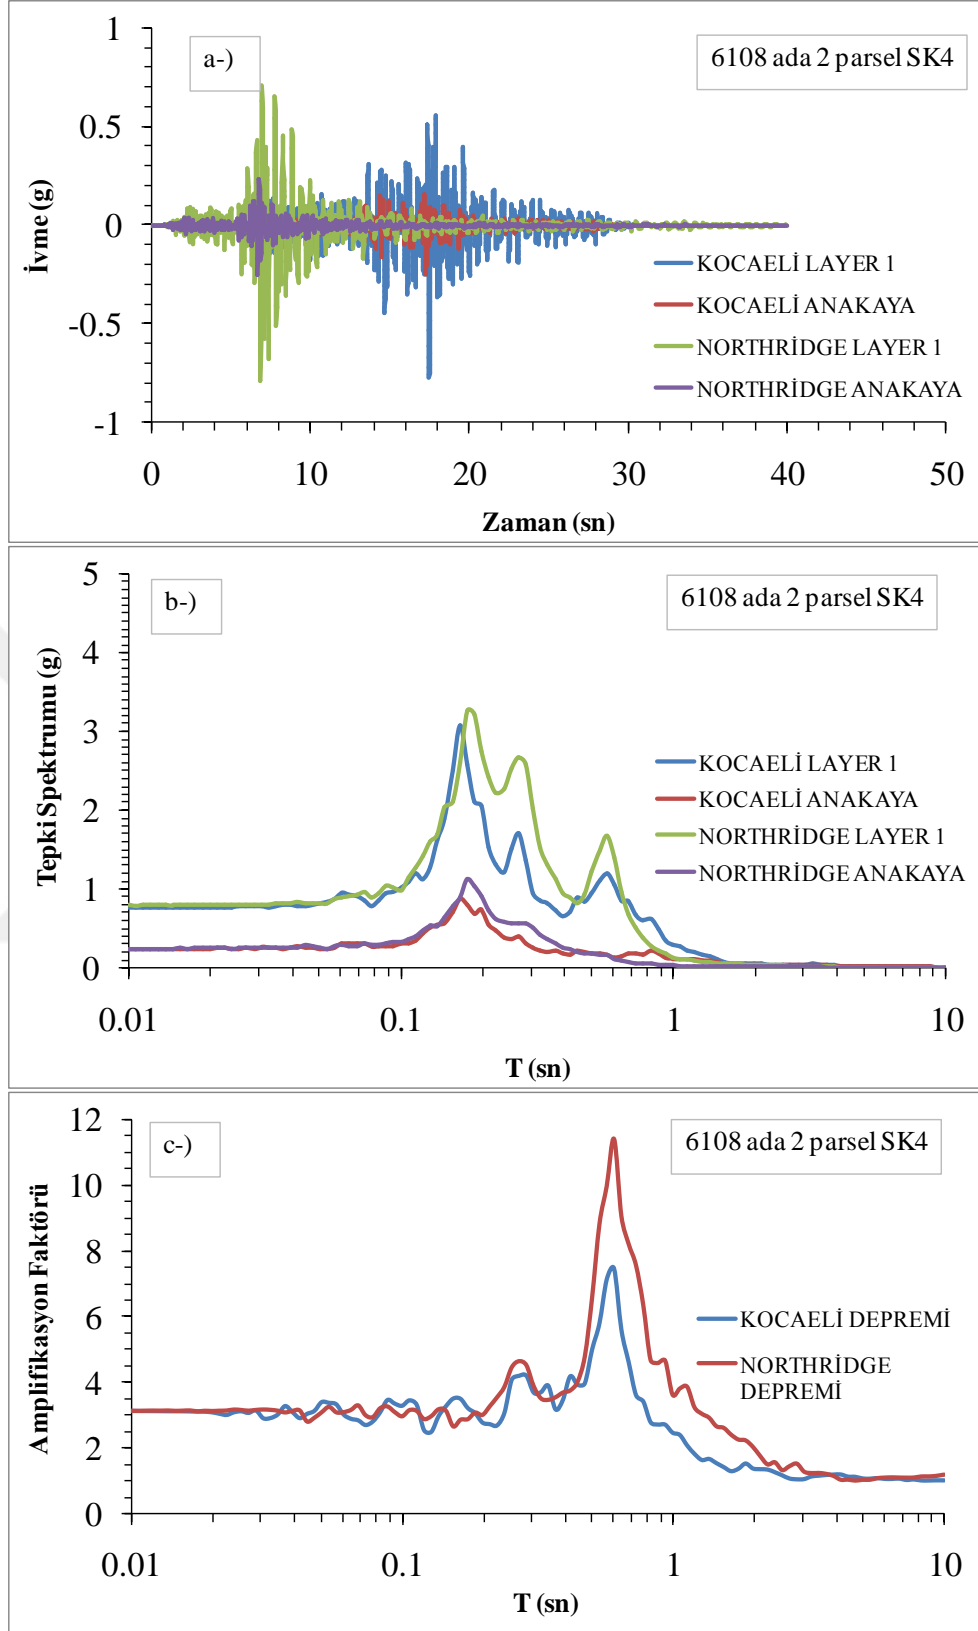 a-)
6108 ada 2 parsel SK4
İvme (g)
1
0.5
0
-0.5
-1
KOCAELİ LAYER 1
KOCAELİ ANAKAYA
NORTHRİDGE LAYER 1
NORTHRİDGE ANAKAYA
0 10 20 30 40 50
Zaman (sn)
b-)
6108 ada 2 parsel SK4
Tepki Spektrumu (g)
5
4
3
2
1
0
KOCAELİ LAYER 1
KOCAELİ ANAKAYA
NORTHRİDGE LAYER 1
NORTHRİDGE ANAKAYA
0.01 0.1 1 10
T (sn)
c-)
6108 ada 2 parsel SK4
Amplifikasyon Faktörü
12
10
8
6
4
2
0
KOCAELİ DEPREMİ
NORTHRİDGE
DEPREMİ
0.01 0.1 1 10
T (sn)